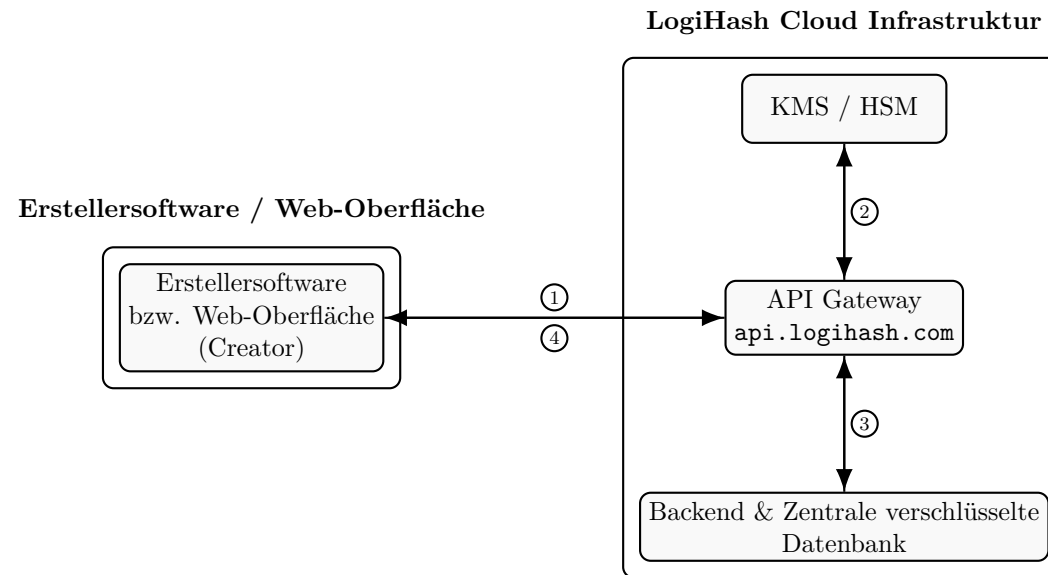 LogiHash Cloud Infrastruktur
KMS / HSM
②
Erstellersoftware / Web-Oberfläche
Erstellersoftware
bzw. Web-Oberfläche
(Creator)
①
④
API Gateway
api.logihash.com
③
Backend & Zentrale verschlüsselte
Datenbank